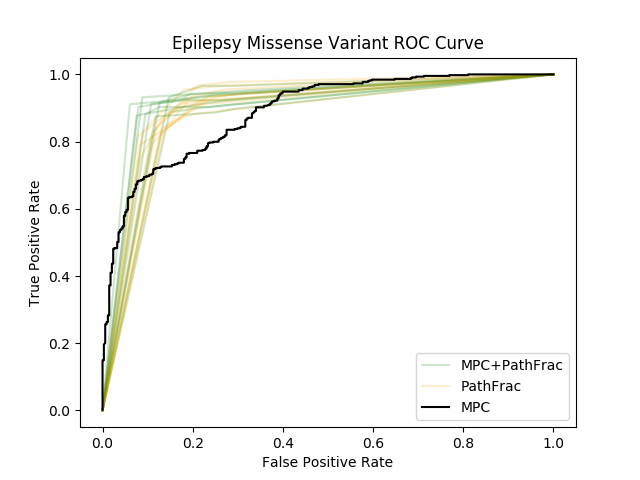 Epilepsy Missense Variant ROC Curve
True Positive Rate
1.0
0.8
0.6
0.4
0.2
0.0
MPC+PathFrac
PathFrac
MPC
0.0 0.2 0.4 0.6 0.8 1.0
False Positive Rate